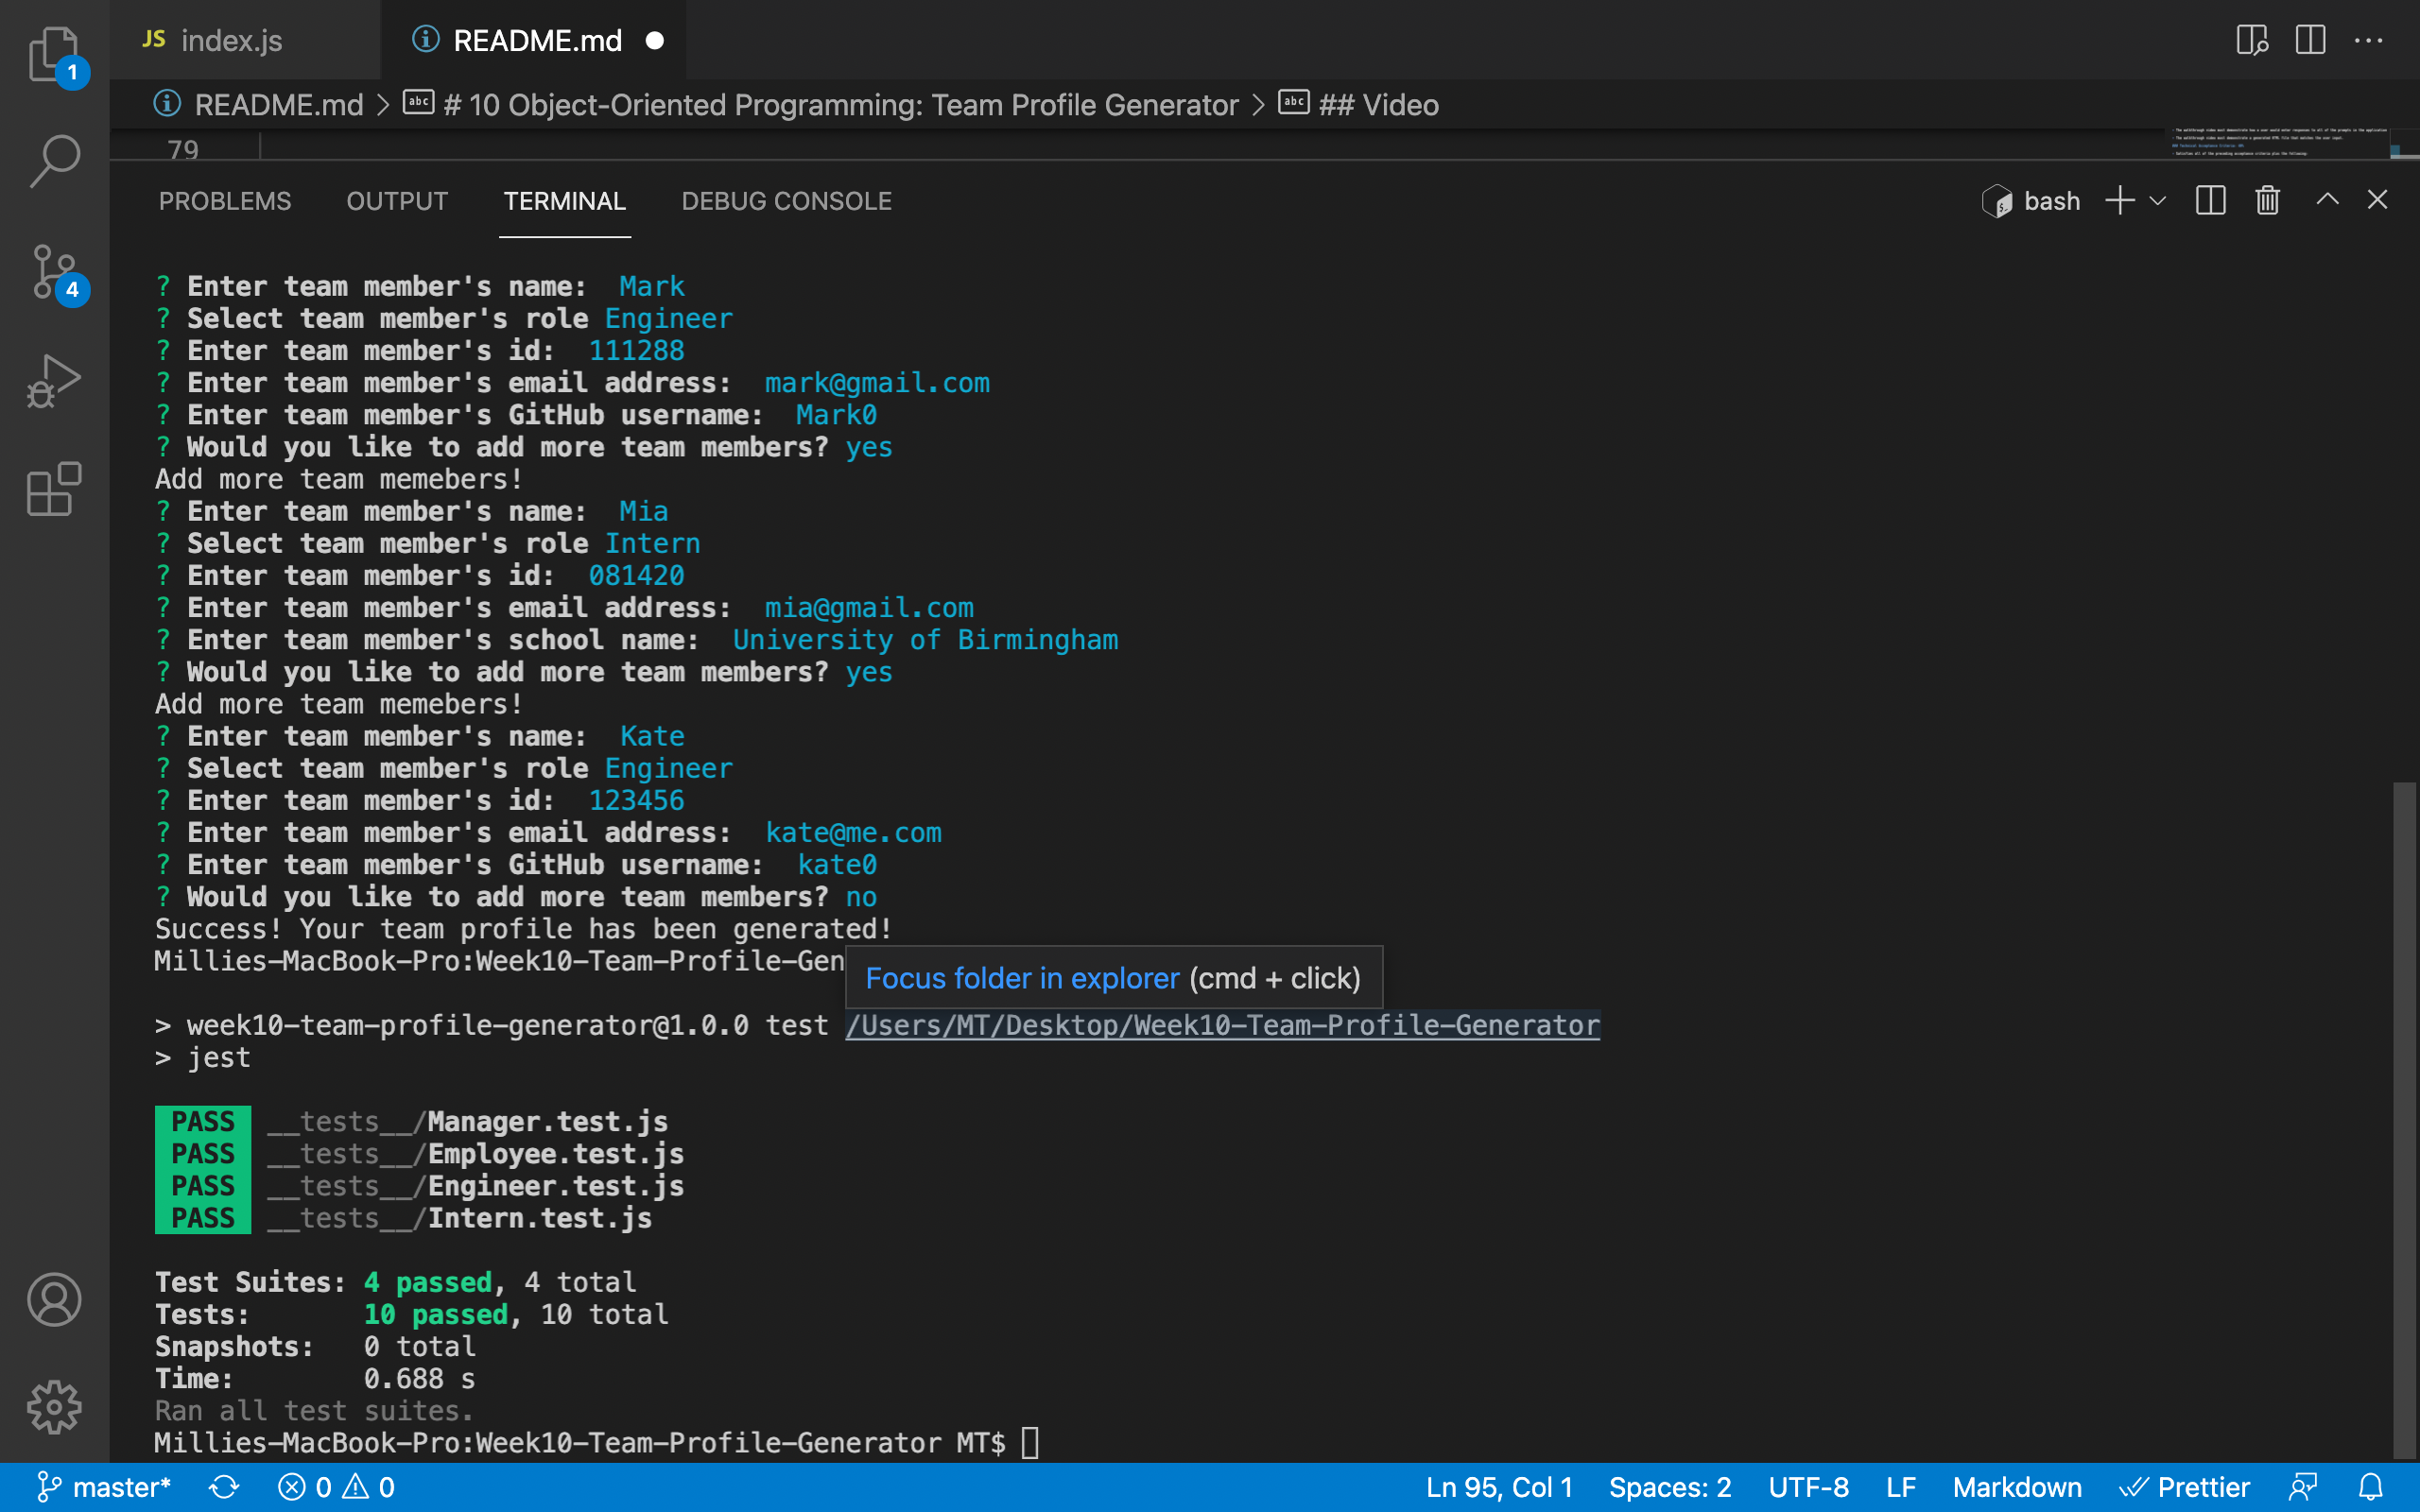 JS index.js README.md
README.md > # 10 Object-Oriented Programming: Team Profile Generator > ## Video
79
PROBLEMS OUTPUT TERMINAL DEBUG CONSOLE bash
? Enter team member's name: Mark
? Select team member's role Engineer
? Enter team member's id: 111288
? Enter team member's email address: mark@gmail.com
? Enter team member's GitHub username: Mark0
? Would you like to add more team members? yes
Add more team memebers!
? Enter team member's name: Mia
? Select team member's role Intern
? Enter team member's id: 081420
? Enter team member's email address: mia@gmail.com
? Enter team member's school name: University of Birmingham
? Would you like to add more team members? yes
Add more team memebers!
? Enter team member's name: Kate
? Select team member's role Engineer
? Enter team member's id: 123456
? Enter team member's email address: kate@me.com
? Enter team member's GitHub username: kate0
? Would you like to add more team members? no
Success! Your team profile has been generated!
Millies-MacBook-Pro:Week10-Team-Profile-Gen
Focus folder in explorer (cmd + click)
> week10-team-profile-generator@1.0.0 test /Users/MT/Desktop/Week10-Team-Profile-Generator
> jest
PASS __tests__/Manager.test.js
PASS __tests__/Employee.test.js
PASS __tests__/Engineer.test.js
PASS __tests__/Intern.test.js
Test Suites: 4 passed, 4 total
Tests: 10 passed, 10 total
Snapshots: 0 total
Time: 0.688 s
Ran all test suites.
Millies-MacBook-Pro:Week10-Team-Profile-Generator MT$
1
4
master* 0 0 Ln 95, Col 1 Spaces: 2 UTF-8 LF Markdown Prettier